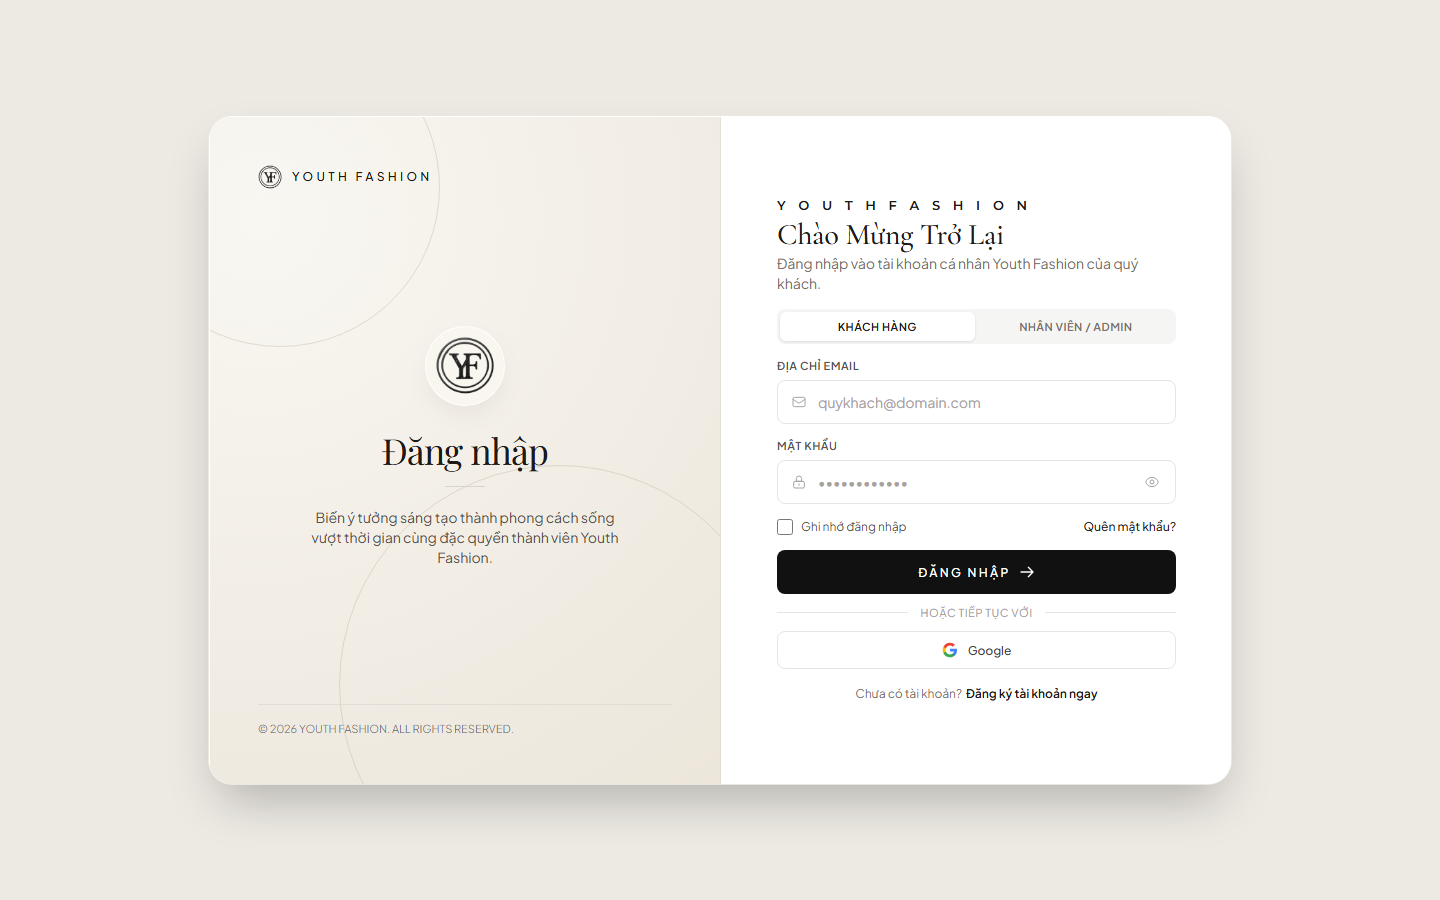 YF YOUTH FASHION
YF
Đăng nhập
Biến ý tưởng sáng tạo thành phong cách sống
vượt thời gian cùng đặc quyền thành viên Youth
Fashion.
© 2026 YOUTH FASHION. ALL RIGHTS RESERVED.
YOUTHFASHION
Chào Mừng Trở Lại
Đăng nhập vào tài khoản cá nhân Youth Fashion của quý
khách.
KHÁCH HÀNG NHÂN VIÊN / ADMIN
ĐỊA CHỈ EMAIL
quykhach@domain.com
MẬT KHẨU
••••••••••••
Ghi nhớ đăng nhập Quên mật khẩu?
ĐĂNG NHẬP →
HOẶC TIẾP TỤC VỚI
Google
Chưa có tài khoản? Đăng ký tài khoản ngay